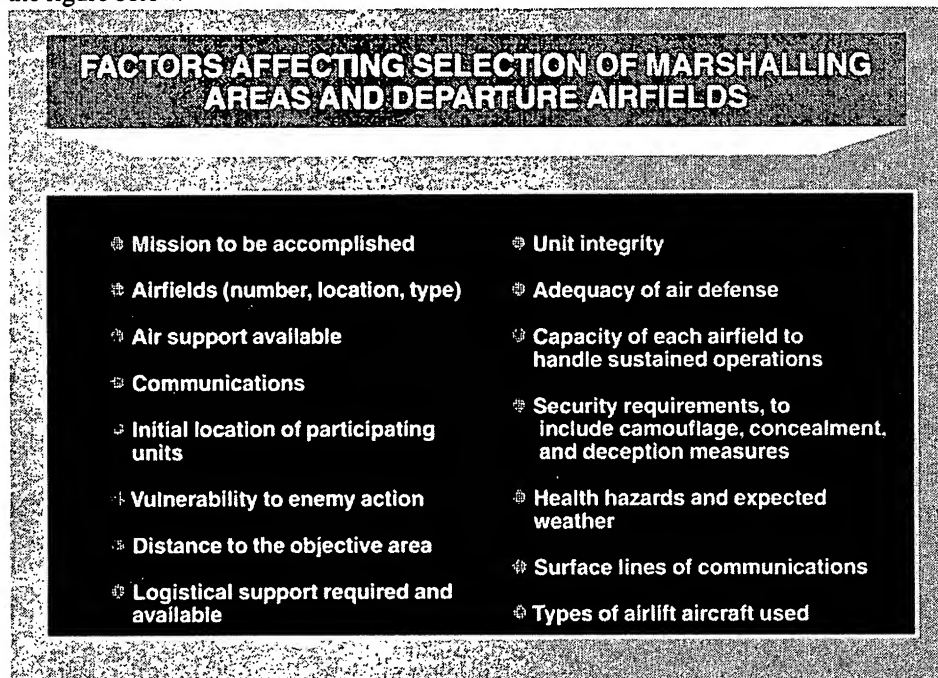 FACTORS AFFECTING SELECTION OF MARSHALLING
AREAS AND DEPARTURE AIRFIELDS
Mission to be accomplished
Airfields (number, location, type)
Air support available
Communications
Initial location of participating
units
Vulnerability to enemy action
Distance to the objective area
Logistical support required and
available
Unit integrity
Adequacy of air defense
Capacity of each airfield to
handle sustained operations
Security requirements, to
include camouflage, concealment,
and deception measures
Health hazards and expected
weather
Surface lines of communications
Types of airlift aircraft used